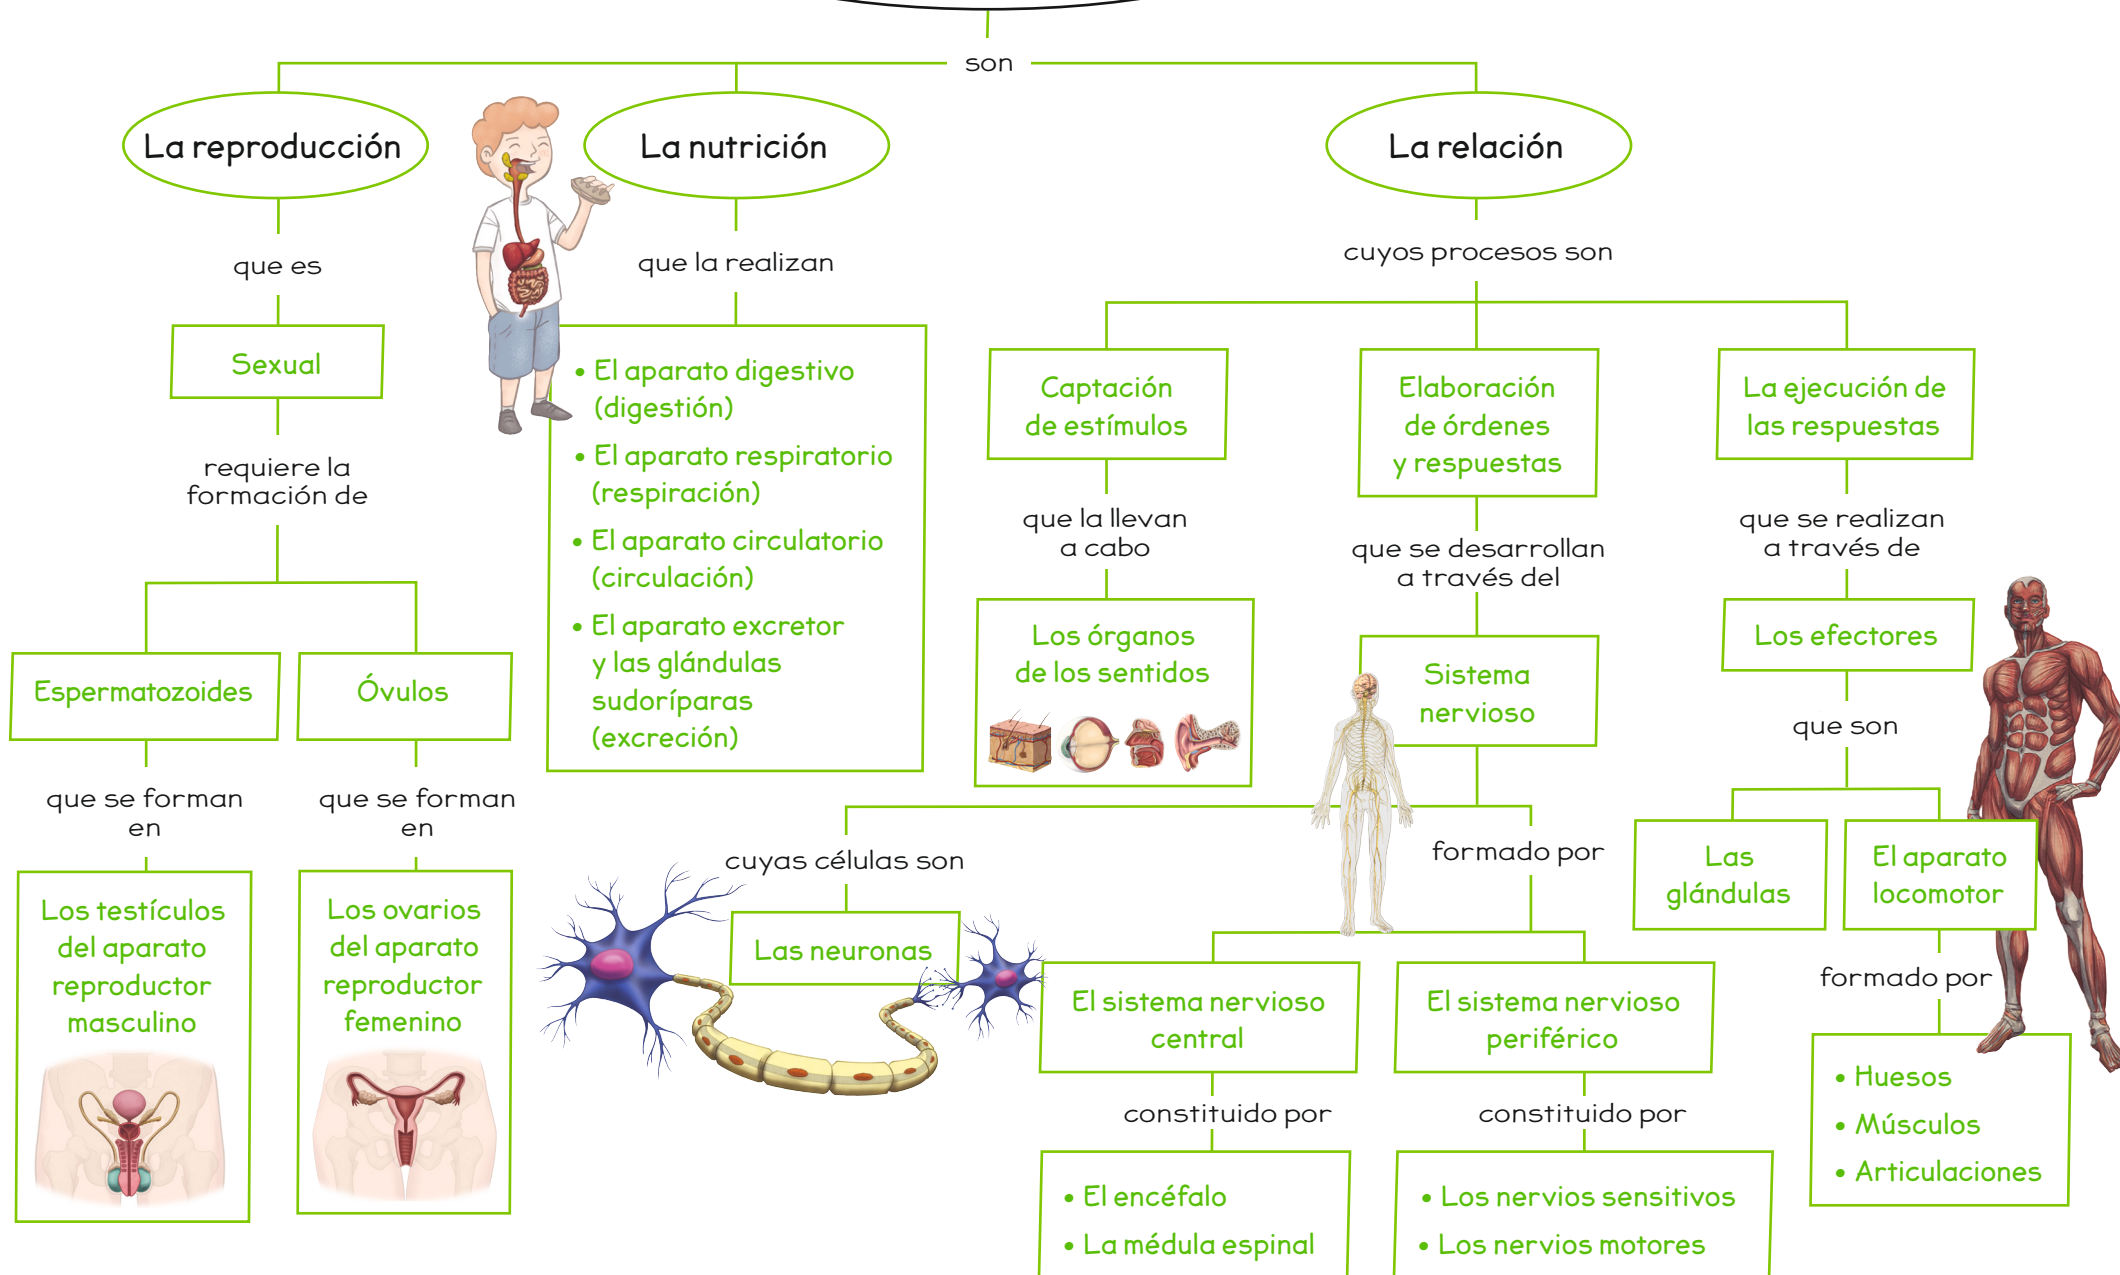 son
La reproducción
que es
Sexual
requiere la
formación de
Espermatozoides
que se forman
en
Los testículos
del aparato
reproductor
masculino
Óvulos
que se forman
en
Los ovarios
del aparato
reproductor
femenino
La nutrición
que la realizan
• El aparato digestivo
(digestión)
• El aparato respiratorio
(respiración)
• El aparato circulatorio
(circulación)
• El aparato excretor
y las glándulas
sudoríparas
(excreción)
La relación
cuyos procesos son
Captación
de estímulos
que la llevan
a cabo
Los órganos
de los sentidos
Elaboración
de órdenes
y respuestas
que se desarrollan
a través del
Sistema
nervioso
cuyas células son
Las neuronas
formado por
El sistema nervioso
central
constituido por
• El encéfalo
• La médula espinal
El sistema nervioso
periférico
constituido por
• Los nervios sensitivos
• Los nervios motores
La ejecución de
las respuestas
que se realizan
a través de
Los efectores
que son
Las
glándulas
El aparato
locomotor
formado por
• Huesos
• Músculos
• Articulaciones